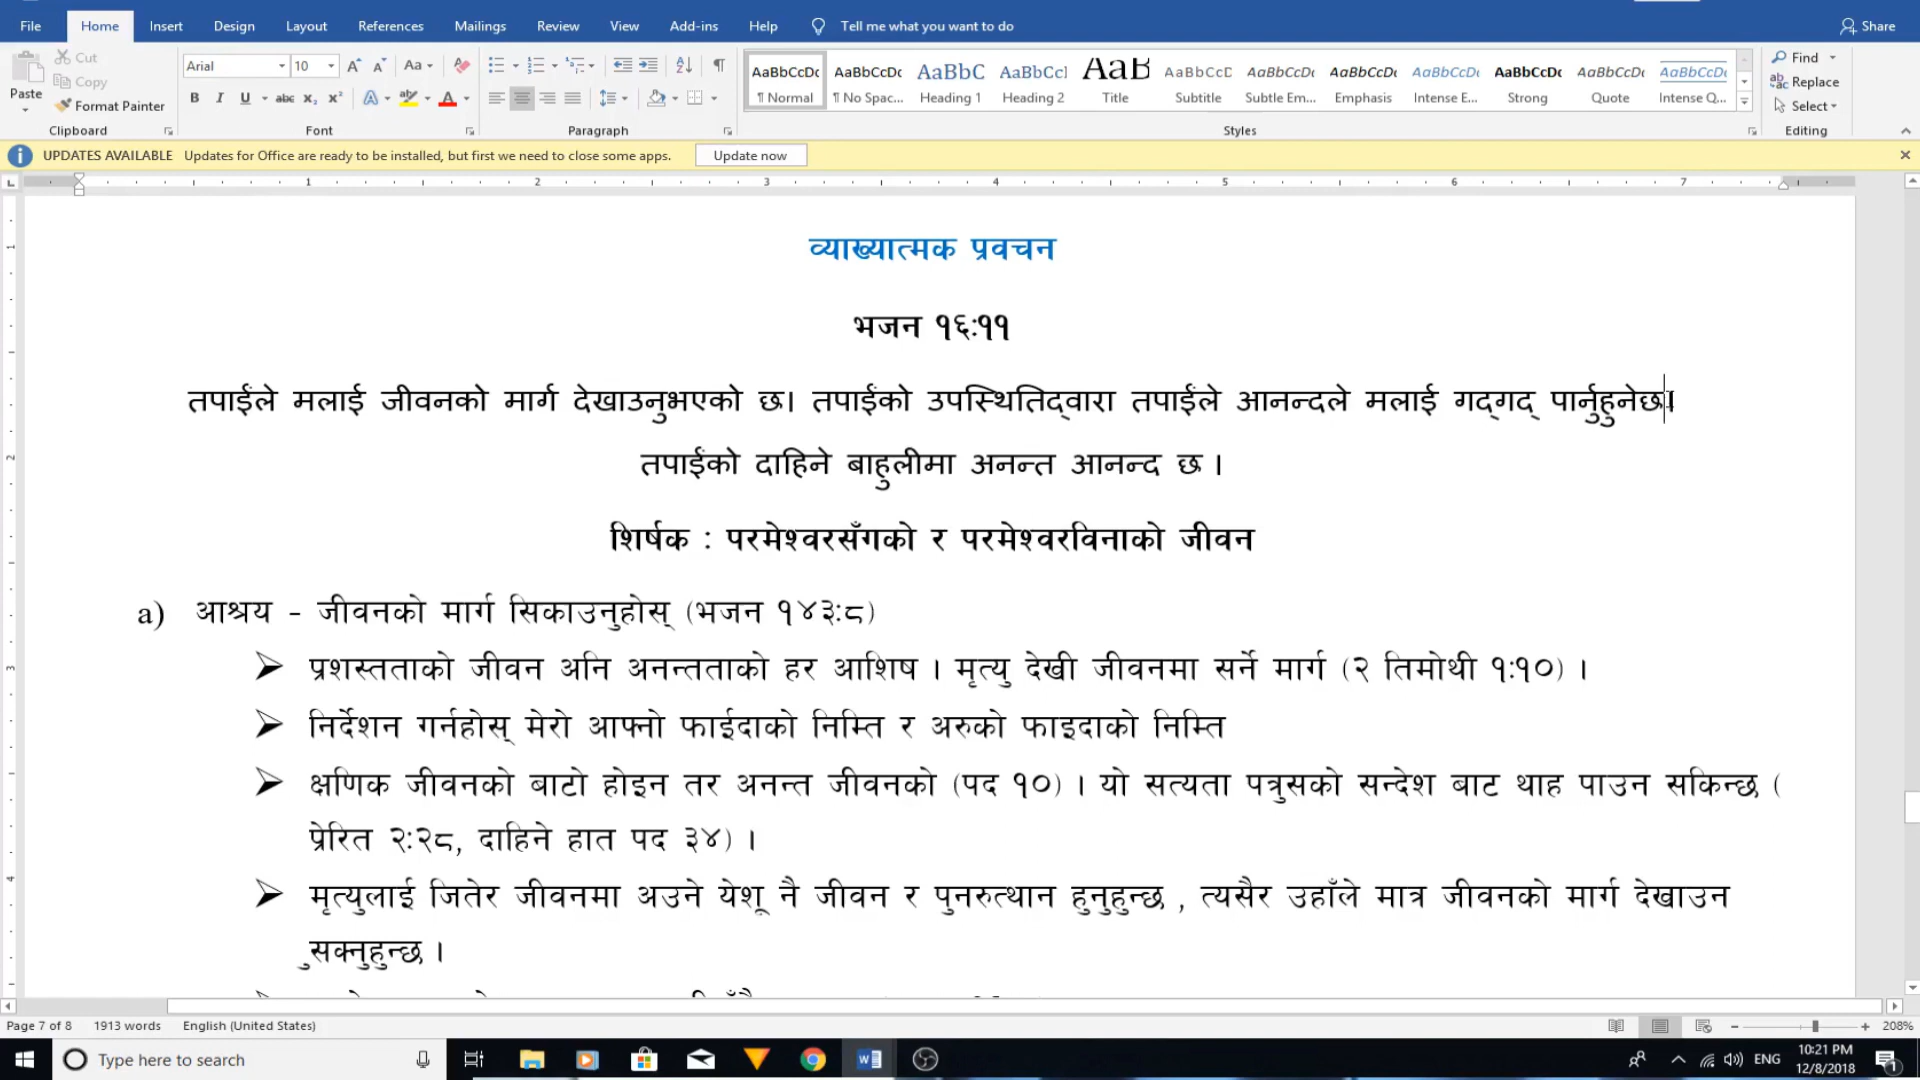 File Home Insert Design Layout References Mailings Review View Add-ins Help Tell me what you want to do Share
Cut
Copy
Paste
Format Painter
Clipboard
Arial 10
Font
Paragraph
AaBbCcDc ¶ Normal
AaBbCcDc ¶ No Spac...
AaBbC Heading 1
AaBbCcl Heading 2
AaB Title
AaBbCcD Subtitle
AaBbCcDc Subtle Em...
AaBbCcDc Emphasis
AaBbCcDc Intense E...
AaBbCcDc Strong
AaBbCcDc Quote
AaBbCcDc Intense Q...
Styles
Find
Replace
Select
Editing
UPDATES AVAILABLE Updates for Office are ready to be installed, but first we need to close some apps. Update now
1 2 3 4 5 6 7
व्याख्यात्मक प्रवचन
भजन १६:११
तपाईंले मलाई जीवनको मार्ग देखाउनुभएको छ। तपाईंको उपस्थितिद्वारा तपाईंले आनन्दले मलाई गद्गद् पार्नुहुनेछ।
तपाईंको दाहिने बाहुलीमा अनन्त आनन्द छ ।
शिर्षक : परमेश्वरसँगको र परमेश्वरविनाको जीवन
a) आश्रय - जीवनको मार्ग सिकाउनुहोस् (भजन १४३:८)
प्रशस्तताको जीवन अनि अनन्तताको हर आशिष । मृत्यु देखी जीवनमा सर्ने मार्ग (२ तिमोथी १:१०) ।
निर्देशन गर्नहोस् मेरो आफ्नो फाईदाको निम्ति र अरुको फाइदाको निम्ति
क्षणिक जीवनको बाटो होइन तर अनन्त जीवनको (पद १०) । यो सत्यता पत्रुसको सन्देश बाट थाह पाउन सकिन्छ (
प्रेरित २:२८, दाहिने हात पद ३४) ।
मृत्युलाई जितेर जीवनमा अउने येशू नै जीवन र पुनरुत्थान हुनुहुन्छ , त्यसैर उहाँले मात्र जीवनको मार्ग देखाउन
सक्नुहुन्छ ।
Page 7 of 8 1913 words English (United States) 208%
Type here to search
ENG
10:21 PM
12/8/2018